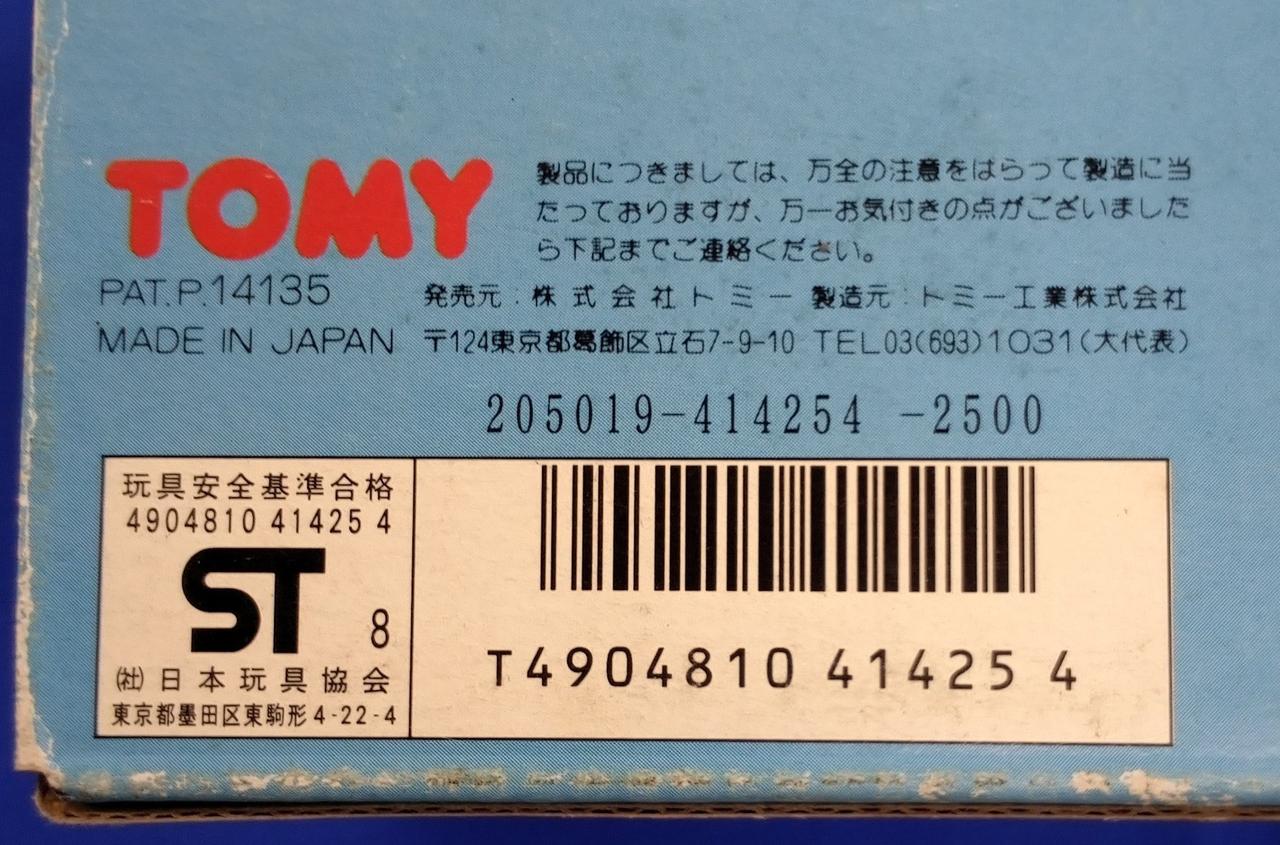 TOMY
製品につきましては、万全の注意をはらって製造に当
たっておりますが、万一お気付きの点がございました
ら下記までご連絡ください。
PAT.P.14135
発売元:株式会社トミー 製造元:トミー工業株式会社
MADE IN JAPAN
〒124東京都葛飾区立石7-9-10 TEL03(693)1031(大代表)
205019-414254 -2500
玩具安全基準合格
4904810 41425 4
ST 8
(社)日本玩具協会
東京都墨田区東駒形4-22-4
T4904810 41425 4